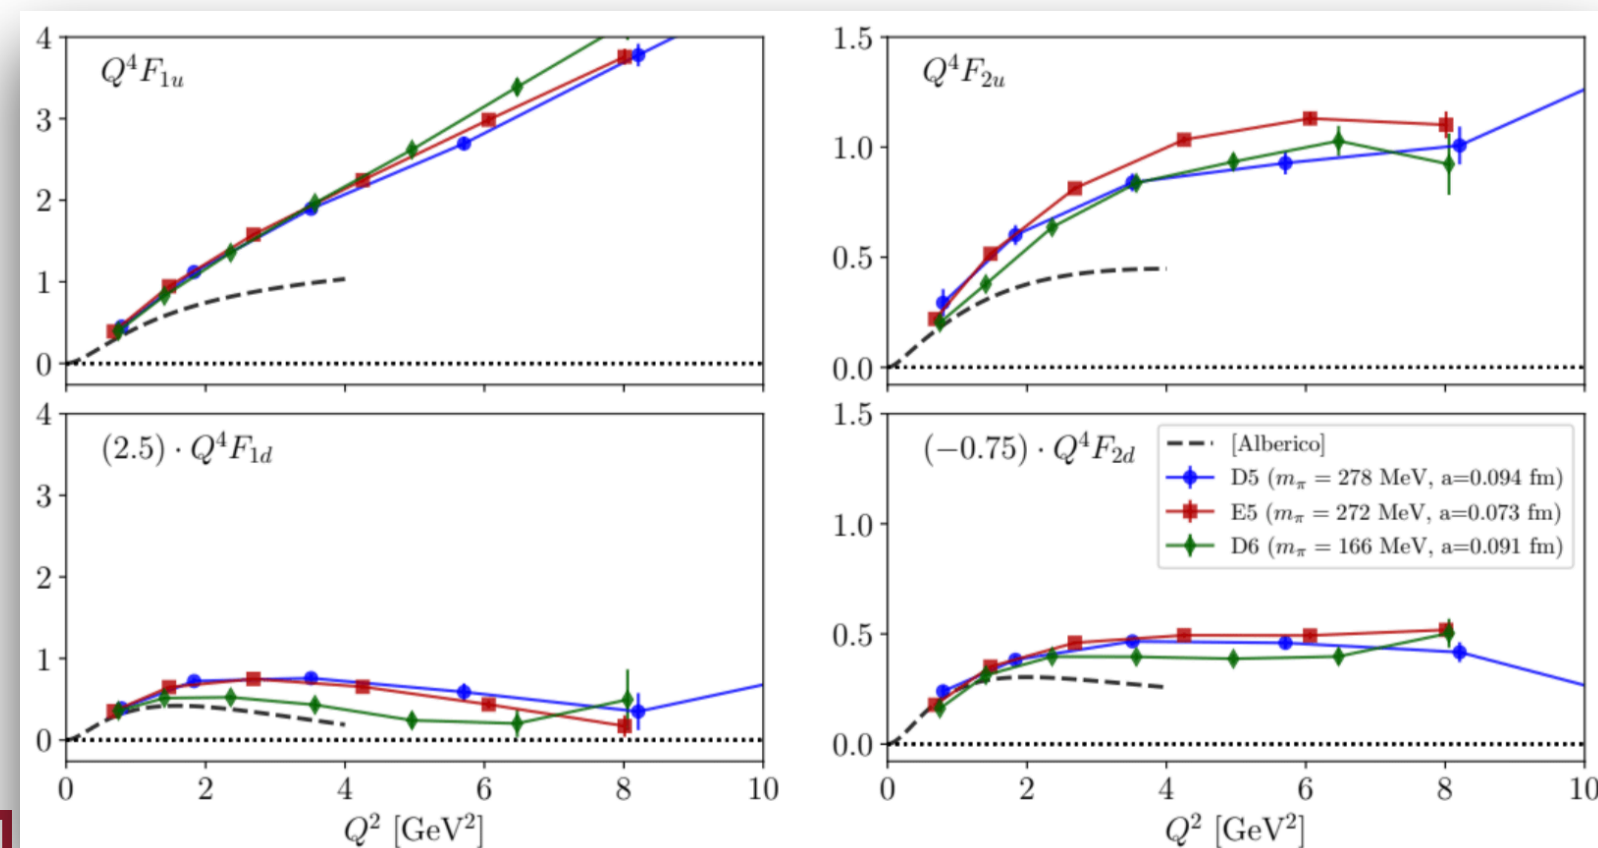 4
3
2
1
0
Q⁴F₁ᵤ
1.5
1.0
0.5
0.0
Q⁴F₂ᵤ
4
3
2
1
0
(2.5) · Q⁴F₁d
0 2 4 6 8 10
Q² [GeV²]
1.5
1.0
0.5
0.0
(−0.75) · Q⁴F₂d
[Alberico]
D5 (mπ = 278 MeV, a=0.094 fm)
E5 (mπ = 272 MeV, a=0.073 fm)
D6 (mπ = 166 MeV, a=0.091 fm)
0 2 4 6 8 10
Q² [GeV²]